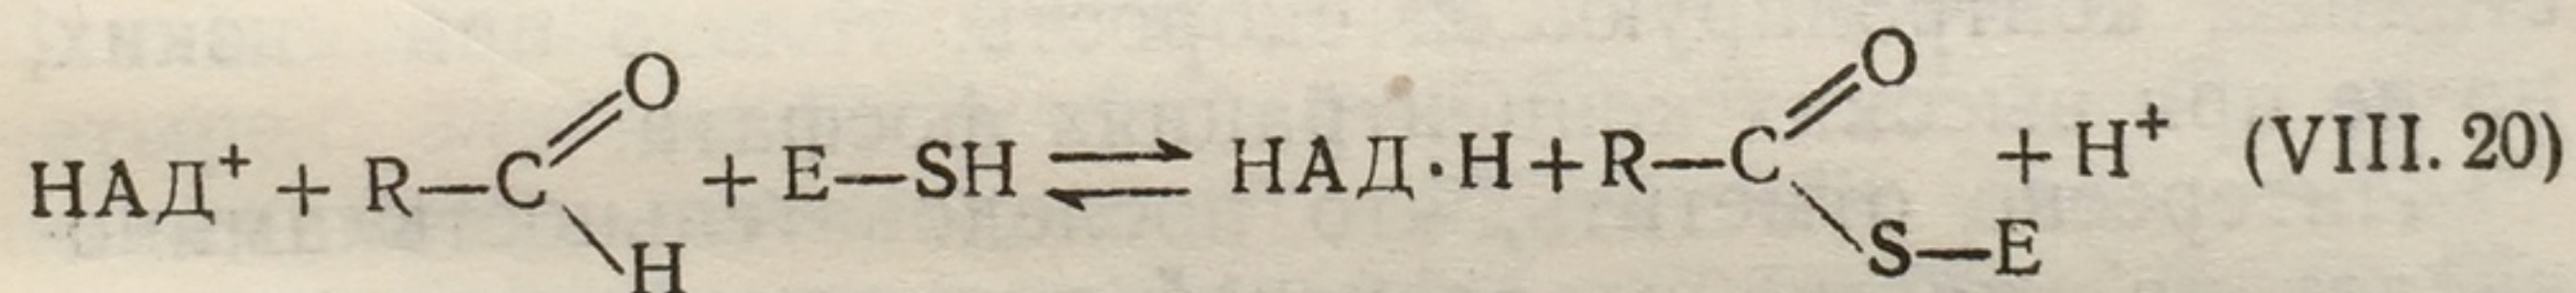 O O
НАД⁺ + R—C + E—SH ⇌ НАД·Н + R—C + H⁺ (VIII. 20)
H S—E